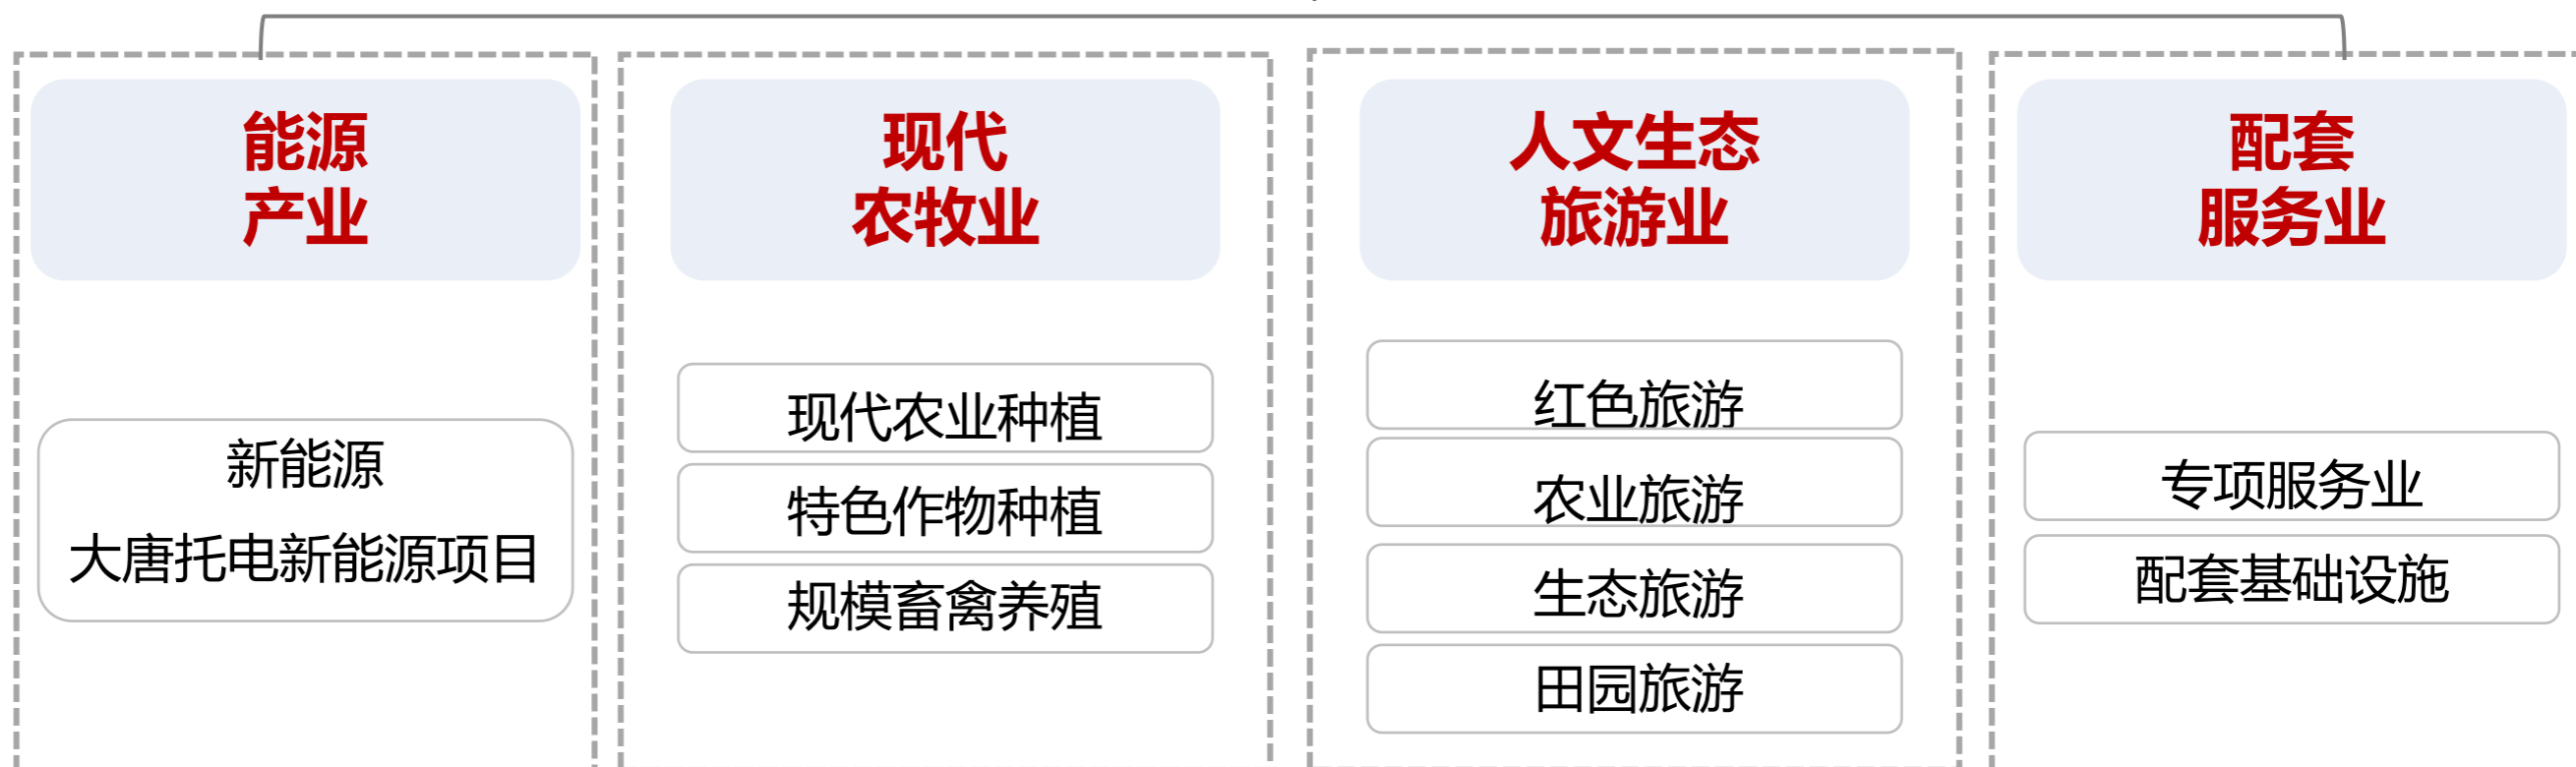 能源
产业
现代
农牧业
人文生态
旅游业
配套
服务业
新能源
大唐托电新能源项目
现代农业种植
特色作物种植
规模畜禽养殖
红色旅游
农业旅游
生态旅游
田园旅游
专项服务业
配套基础设施